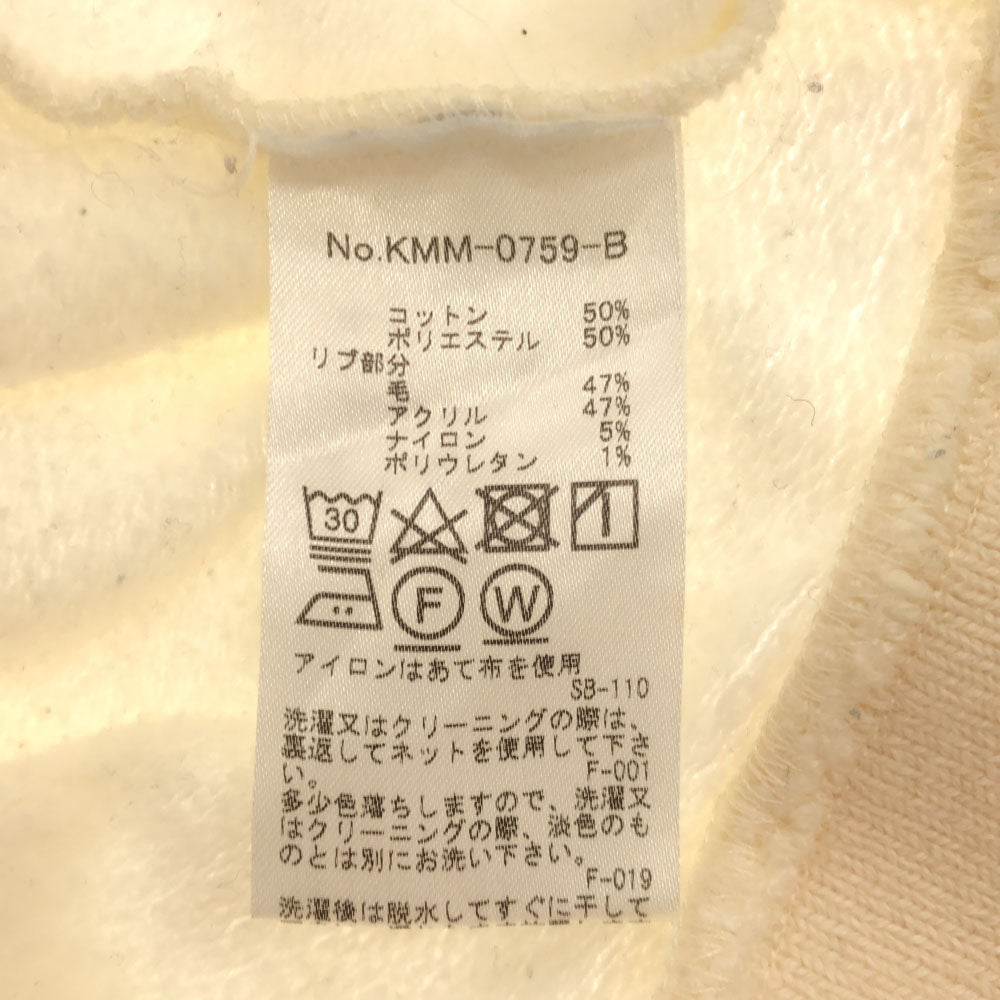 No.KMM-0759-B
コットン 50%
ポリエステル 50%
リブ部分
毛 47%
アクリル 47%
ナイロン 5%
ポリウレタン 1%
30
F W
アイロンはあて布を使用
SB-110
洗濯又はクリーニングの際は、
裏返してネットを使用して下さ
い。 F-001
多少色落ちしますので、洗濯又
はクリーニングの際、淡色のも
のとは別にお洗い下さい。
F-019
洗濯後は脱水してすぐに干して